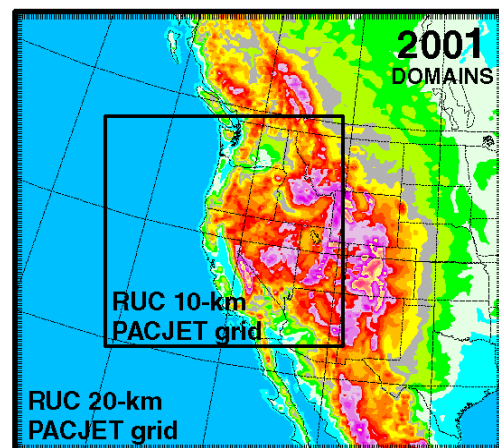 2001
DOMAINS
RUC 10-km
PACJET grid
RUC 20-km
PACJET grid